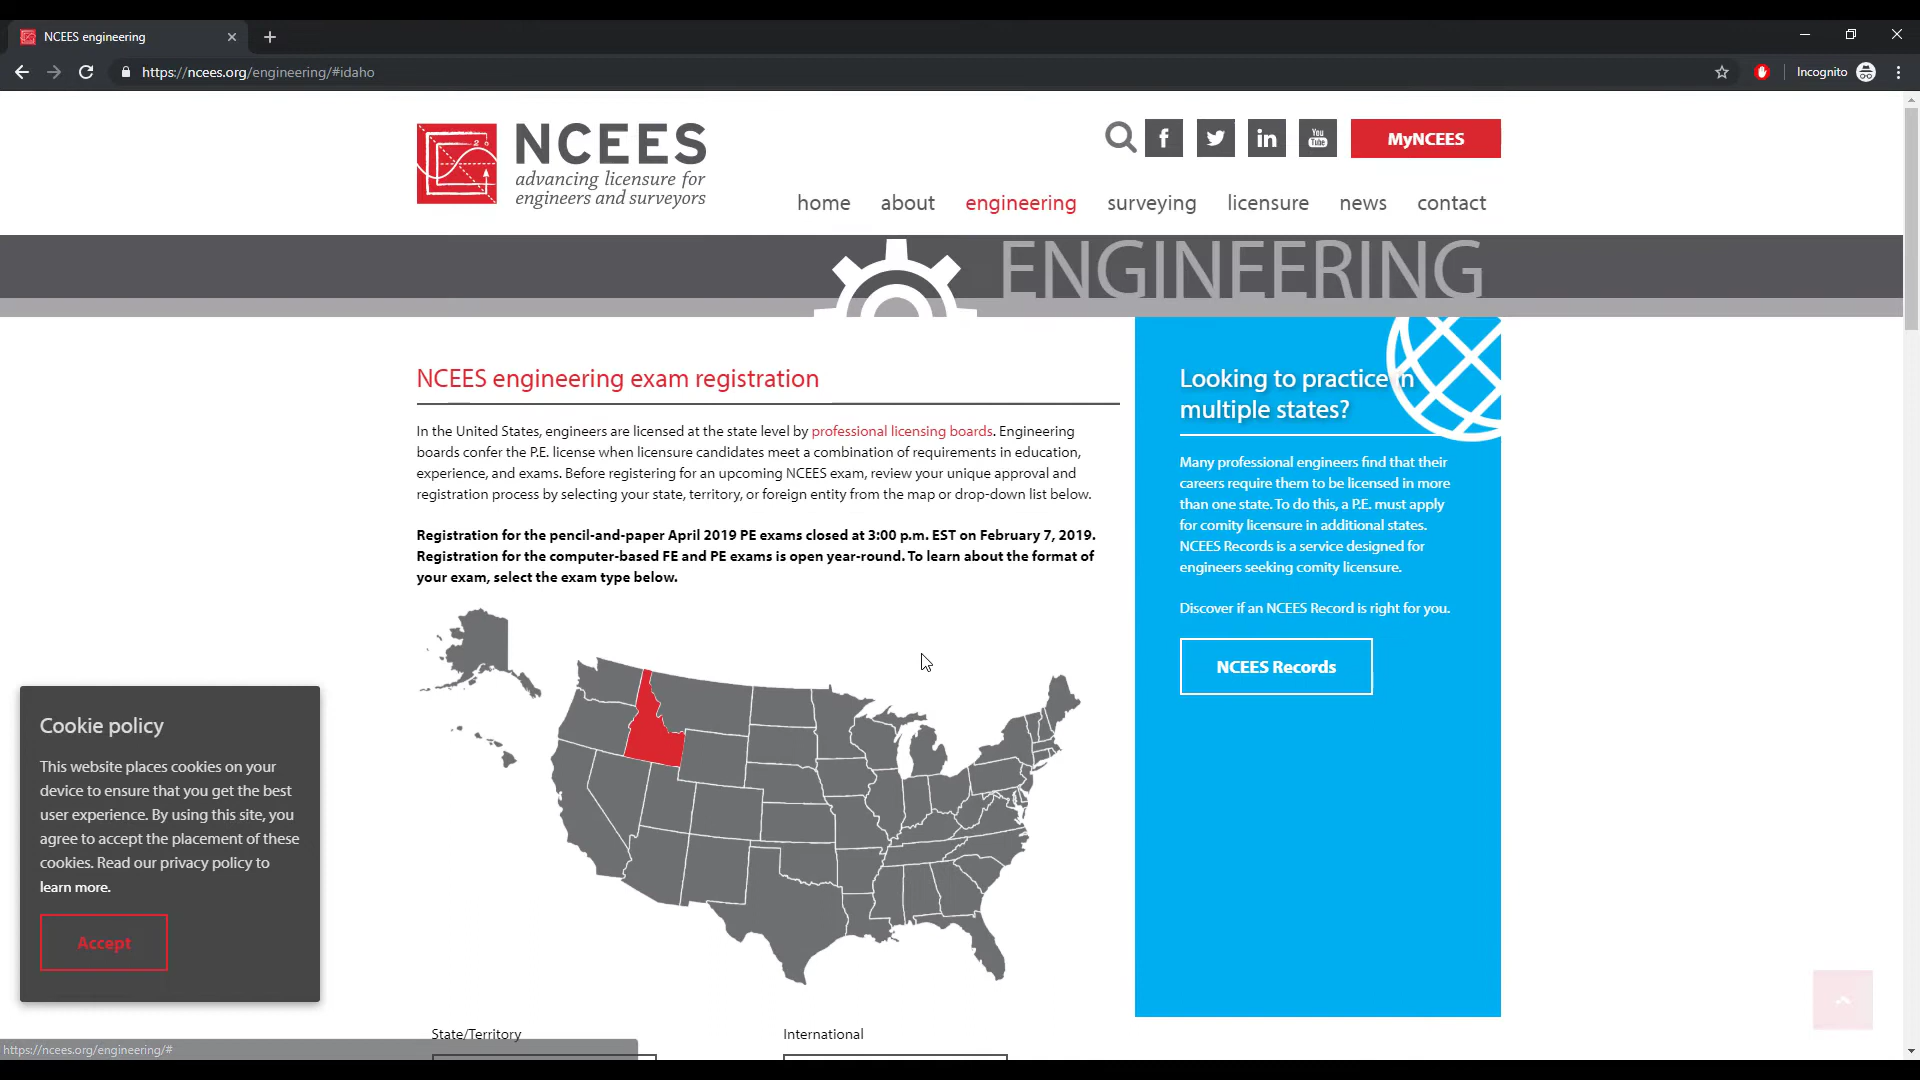 NCEES engineering
https://ncees.org/engineering/#idaho
Incognito
NCEES
advancing licensure for
engineers and surveyors
You
Tube
MyNCEES
home about engineering surveying licensure news contact
ENGINEERING
NCEES engineering exam registration
In the United States, engineers are licensed at the state level by professional licensing boards. Engineering
boards confer the P.E. license when licensure candidates meet a combination of requirements in education,
experience, and exams. Before registering for an upcoming NCEES exam, review your unique approval and
registration process by selecting your state, territory, or foreign entity from the map or drop-down list below.
Registration for the pencil-and-paper April 2019 PE exams closed at 3:00 p.m. EST on February 7, 2019.
Registration for the computer-based FE and PE exams is open year-round. To learn about the format of
your exam, select the exam type below.
Looking to practice in
multiple states?
Many professional engineers find that their
careers require them to be licensed in more
than one state. To do this, a P.E. must apply
for comity licensure in additional states.
NCEES Records is a service designed for
engineers seeking comity licensure.
Discover if an NCEES Record is right for you.
NCEES Records
Cookie policy
This website places cookies on your
device to ensure that you get the best
user experience. By using this site, you
agree to accept the placement of these
cookies. Read our privacy policy to
learn more.
Accept
State/Territory
International
https://ncees.org/engineering/#